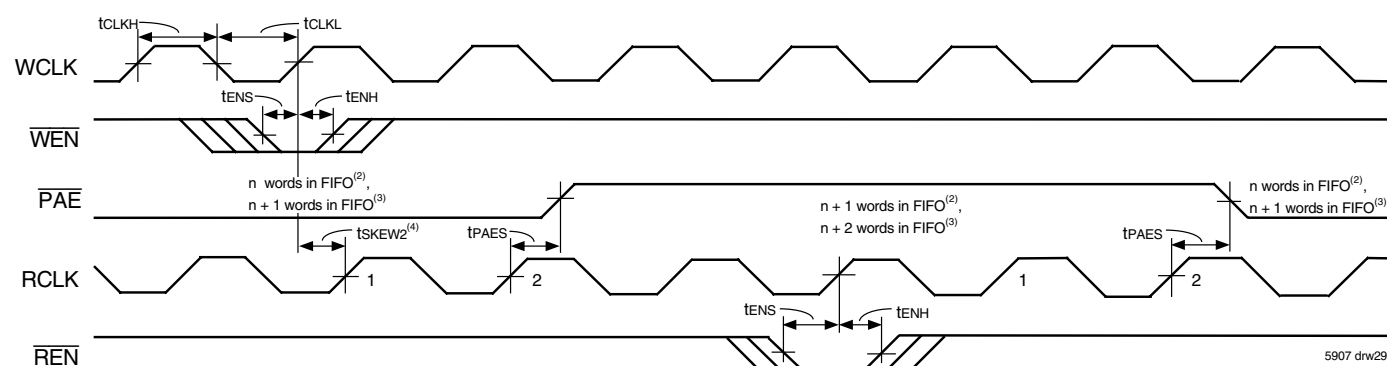 tCLKH
tCLKL
WCLK
tENS
tENH
WEN
n words in FIFO(2),
n + 1 words in FIFO(3)
PAE
n + 1 words in FIFO(2),
n + 2 words in FIFO(3)
n words in FIFO(2),
n + 1 words in FIFO(3)
tSKEW2(4)
tPAES
tPAES
RCLK
1
2
1
2
tENS
tENH
REN
5907 drw29